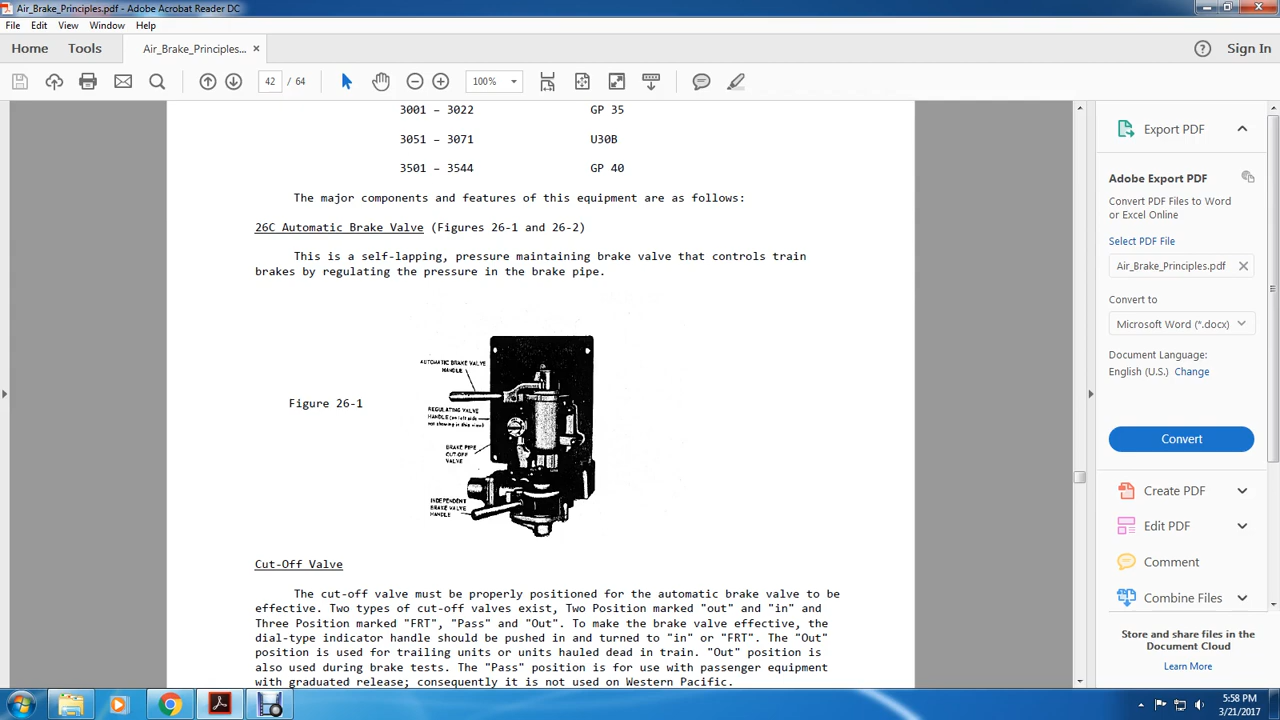 Air_Brake_Principles.pdf - Adobe Acrobat Reader DC
File Edit View Window Help
Home Tools Air_Brake_Principles... × Sign In
42 / 64 100%
3001 – 3022 GP 35
3051 – 3071 U30B
3501 – 3544 GP 40
The major components and features of this equipment are as follows:
26C Automatic Brake Valve (Figures 26-1 and 26-2)
This is a self-lapping, pressure maintaining brake valve that controls train
brakes by regulating the pressure in the brake pipe.
AUTOMATIC BRAKE VALVE
HANDLE
Figure 26-1
REGULATING VALVE
HANDLE (on left side
not showing in this view)
BRAKE PIPE
CUT-OFF
VALVE
INDEPENDENT
BRAKE VALVE
HANDLE
Cut-Off Valve
The cut-off valve must be properly positioned for the automatic brake valve to be
effective. Two types of cut-off valves exist, Two Position marked "out" and "in" and
Three Position marked "FRT", "Pass" and "Out". To make the brake valve effective, the
dial-type indicator handle should be pushed in and turned to "in" or "FRT". The "Out"
position is used for trailing units or units hauled dead in train. "Out" position is
also used during brake tests. The "Pass" position is for use with passenger equipment
with graduated release; consequently it is not used on Western Pacific.
Export PDF
Adobe Export PDF
Convert PDF Files to Word
or Excel Online
Select PDF File
Air_Brake_Principles.pdf
Convert to
Microsoft Word (*.docx)
Document Language:
English (U.S.) Change
Convert
Create PDF
Edit PDF
Comment
Combine Files
Store and share files in the
Document Cloud
Learn More
5:58 PM
3/21/2017